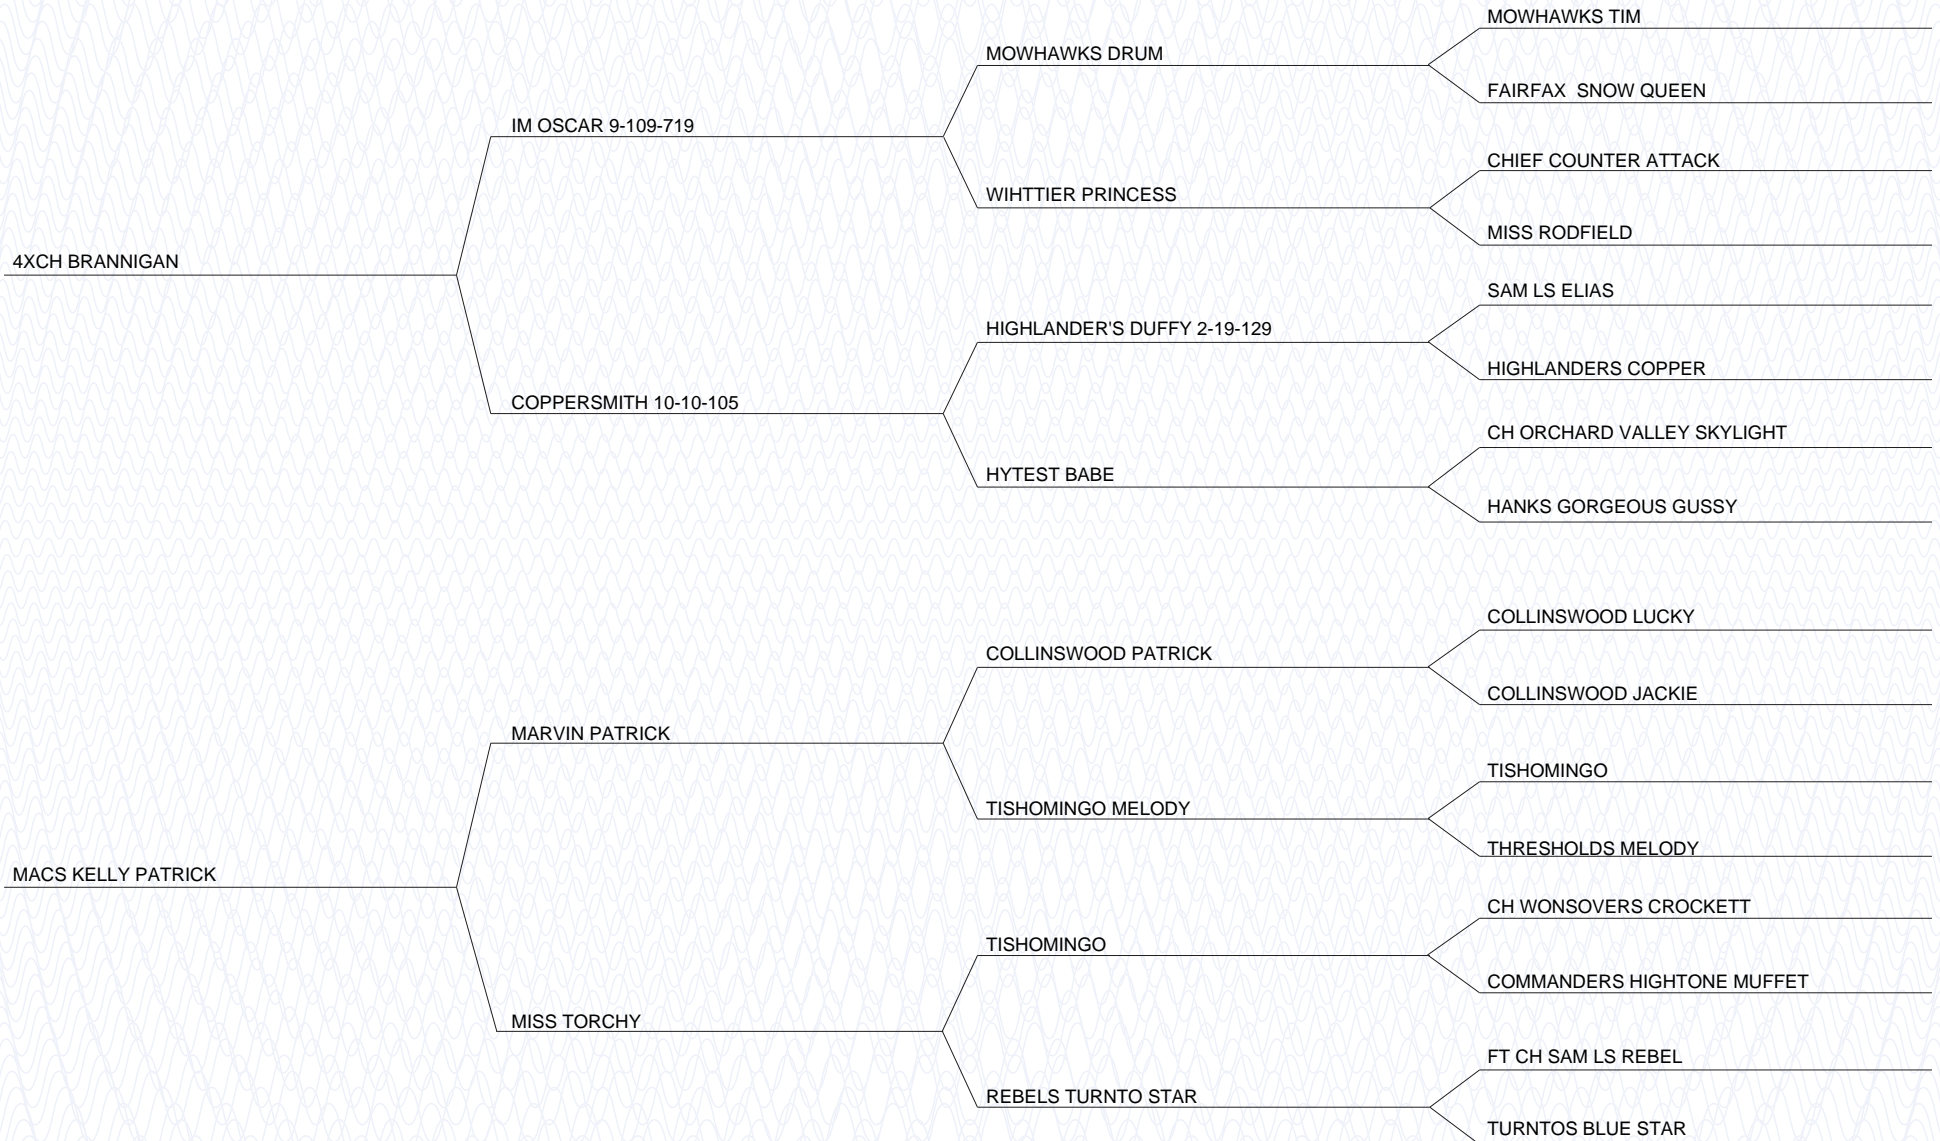 MOWHAWKS TIM
MOWHAWKS DRUM
FAIRFAX  SNOW QUEEN
IM OSCAR 9-109-719
CHIEF COUNTER ATTACK
WIHTTIER PRINCESS
MISS RODFIELD
4XCH BRANNIGAN
SAM LS ELIAS
HIGHLANDER'S DUFFY 2-19-129
HIGHLANDERS COPPER
COPPERSMITH 10-10-105
CH ORCHARD VALLEY SKYLIGHT
HYTEST BABE
HANKS GORGEOUS GUSSY
COLLINSWOOD LUCKY
COLLINSWOOD PATRICK
COLLINSWOOD JACKIE
MARVIN PATRICK
TISHOMINGO
TISHOMINGO MELODY
THRESHOLDS MELODY
MACS KELLY PATRICK
CH WONSOVERS CROCKETT
TISHOMINGO
COMMANDERS HIGHTONE MUFFET
MISS TORCHY
FT CH SAM LS REBEL
REBELS TURNTO STAR
TURNTOS BLUE STAR